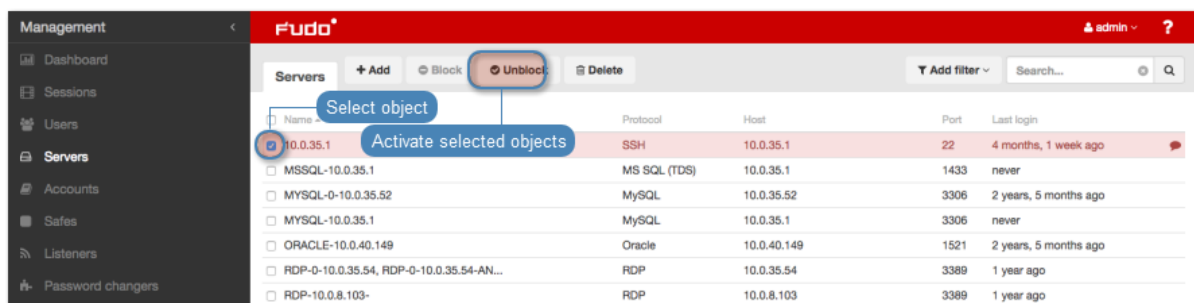 Management
Fudo
admin
?
Dashboard
Sessions
Users
Servers
Accounts
Safes
Listeners
Password changers
Servers
+ Add
Block
Unblock
Delete
Add filter
Search...
Select object
Activate selected objects
Name Protocol Host Port Last login
10.0.35.1 SSH 10.0.35.1 22 4 months, 1 week ago
MSSQL-10.0.35.1 MS SQL (TDS) 10.0.35.1 1433 never
MYSQL-0-10.0.35.52 MySQL 10.0.35.52 3306 2 years, 5 months ago
MYSQL-10.0.35.1 MySQL 10.0.35.1 3306 never
ORACLE-10.0.40.149 Oracle 10.0.40.149 1521 2 years, 5 months ago
RDP-0-10.0.35.54, RDP-0-10.0.35.54-AN... RDP 10.0.35.54 3389 1 year ago
RDP-10.0.8.103- RDP 10.0.8.103 3389 1 year ago